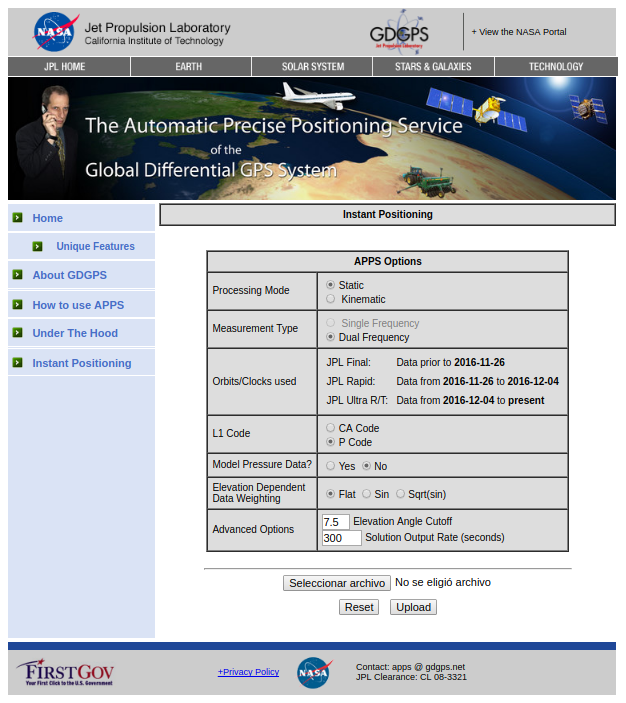 NASA
Jet Propulsion Laboratory
California Institute of Technology
GDGPS
Jet Propulsion Laboratory
+ View the NASA Portal
JPL HOME
EARTH
SOLAR SYSTEM
STARS & GALAXIES
TECHNOLOGY
The Automatic Precise Positioning Service
of the
Global Differential GPS System
Home
Unique Features
About GDGPS
How to use APPS
Under The Hood
Instant Positioning
Instant Positioning
APPS Options
Processing Mode
Static
Kinematic
Measurement Type
Single Frequency
Dual Frequency
Orbits/Clocks used
JPL Final: Data prior to 2016-11-26
JPL Rapid: Data from 2016-11-26 to 2016-12-04
JPL Ultra R/T: Data from 2016-12-04 to present
L1 Code
CA Code
P Code
Model Pressure Data?
Yes No
Elevation Dependent
Data Weighting
Flat Sin Sqrt(sin)
Advanced Options
7.5 Elevation Angle Cutoff
300 Solution Output Rate (seconds)
Seleccionar archivo No se eligió archivo
Reset Upload
FIRSTGOV
Your First Click to the U.S. Government
+Privacy Policy
NASA
Contact: apps @ gdgps.net
JPL Clearance: CL 08-3321